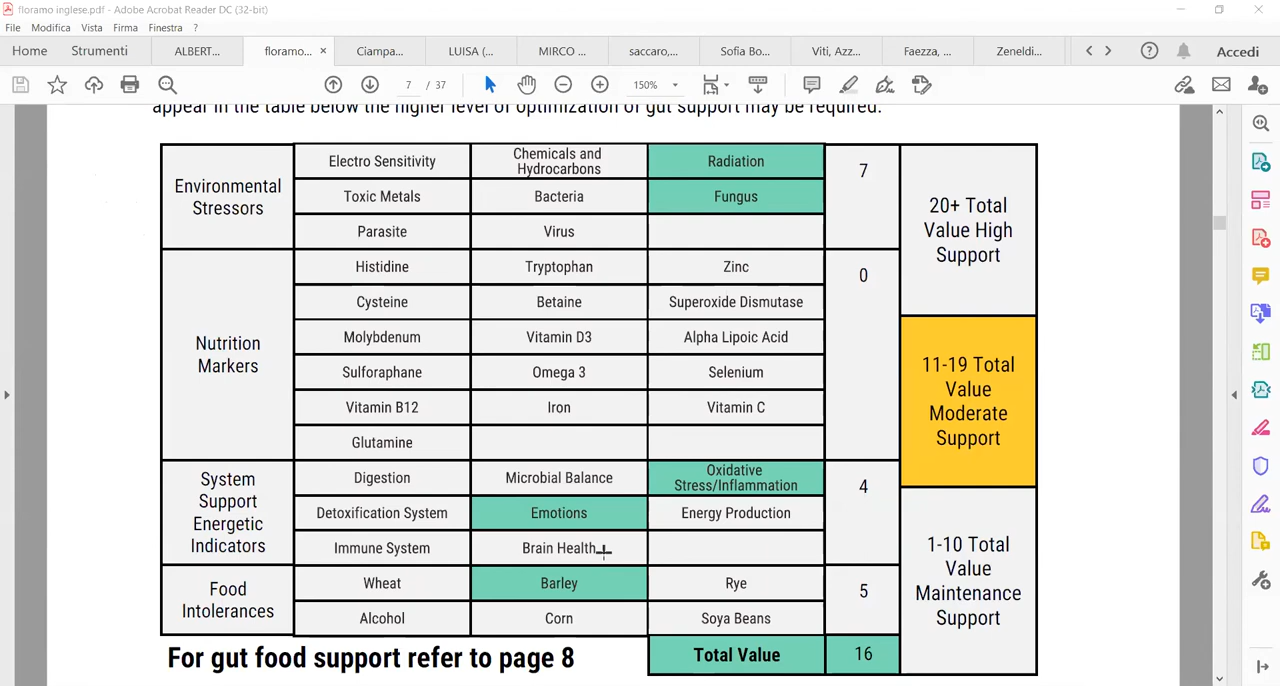 floramo inglese.pdf - Adobe Acrobat Reader DC (32-bit)
File Modifica Vista Firma Finestra ?
Home Strumenti ALBERT... floramo... × Ciampa... LUISA (... MIRCO ... saccaro,... Sofia Bo... Viti, Azz... Faezza, ... Zeneldi... Accedi
7 / 37 150%
appear in the table below the higher level of optimization of gut support may be required.
Environmental
Stressors
Electro Sensitivity
Chemicals and
Hydrocarbons
Radiation
7
Toxic Metals
Bacteria
Fungus
Parasite
Virus
Nutrition
Markers
Histidine
Tryptophan
Zinc
0
Cysteine
Betaine
Superoxide Dismutase
Molybdenum
Vitamin D3
Alpha Lipoic Acid
Sulforaphane
Omega 3
Selenium
Vitamin B12
Iron
Vitamin C
Glutamine
System
Support
Energetic
Indicators
Digestion
Microbial Balance
Oxidative
Stress/Inflammation
4
Detoxification System
Emotions
Energy Production
Immune System
Brain Health
Food
Intolerances
Wheat
Barley
Rye
5
Alcohol
Corn
Soya Beans
20+ Total
Value High
Support
11-19 Total
Value
Moderate
Support
1-10 Total
Value
Maintenance
Support
For gut food support refer to page 8
Total Value
16